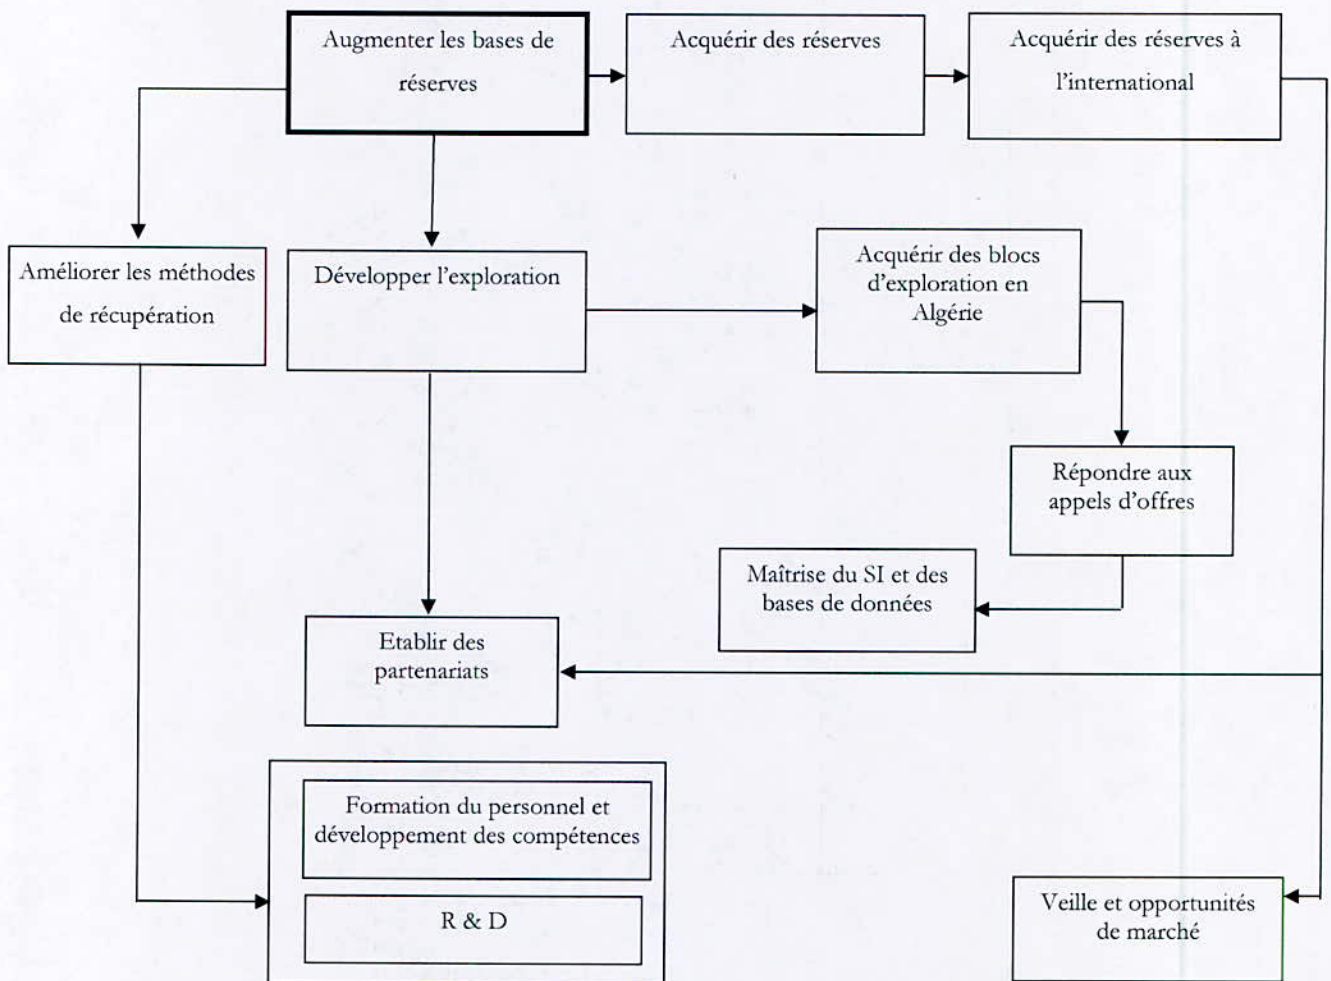 Augmenter les bases de
réserves
Acquérir des réserves
Acquérir des réserves à
l’international
Améliorer les méthodes
de récupération
Développer l’exploration
Acquérir des blocs
d’exploration en
Algérie
Répondre aux
appels d’offres
Maîtrise du SI et des
bases de données
Etablir des
partenariats
Formation du personnel et
développement des compétences
R & D
Veille et opportunités
de marché